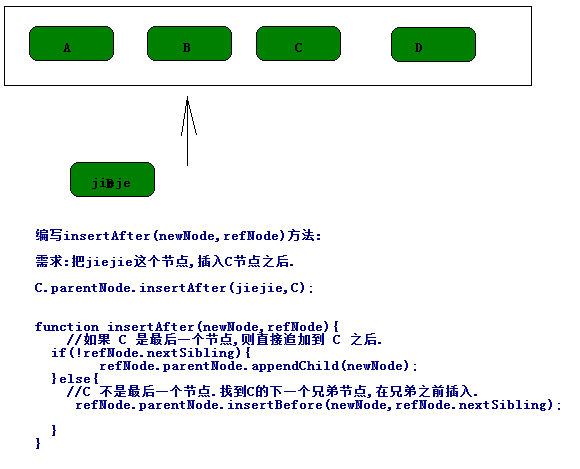 A B C D
jiejie
编写insertAfter(newNode,refNode)方法:
需求:把jiejie这个节点,插入C节点之后.
C.parentNode.insertAfter(jiejie,C);
function insertAfter(newNode,refNode){
//如果 C 是最后一个节点,则直接追加到 C 之后.
if(!refNode.nextSibling){
refNode.parentNode.appendChild(newNode);
}else{
//C 不是最后一个节点.找到C的下一个兄弟节点,在兄弟之前插入.
refNode.parentNode.insertBefore(newNode,refNode.nextSibling);
}
}